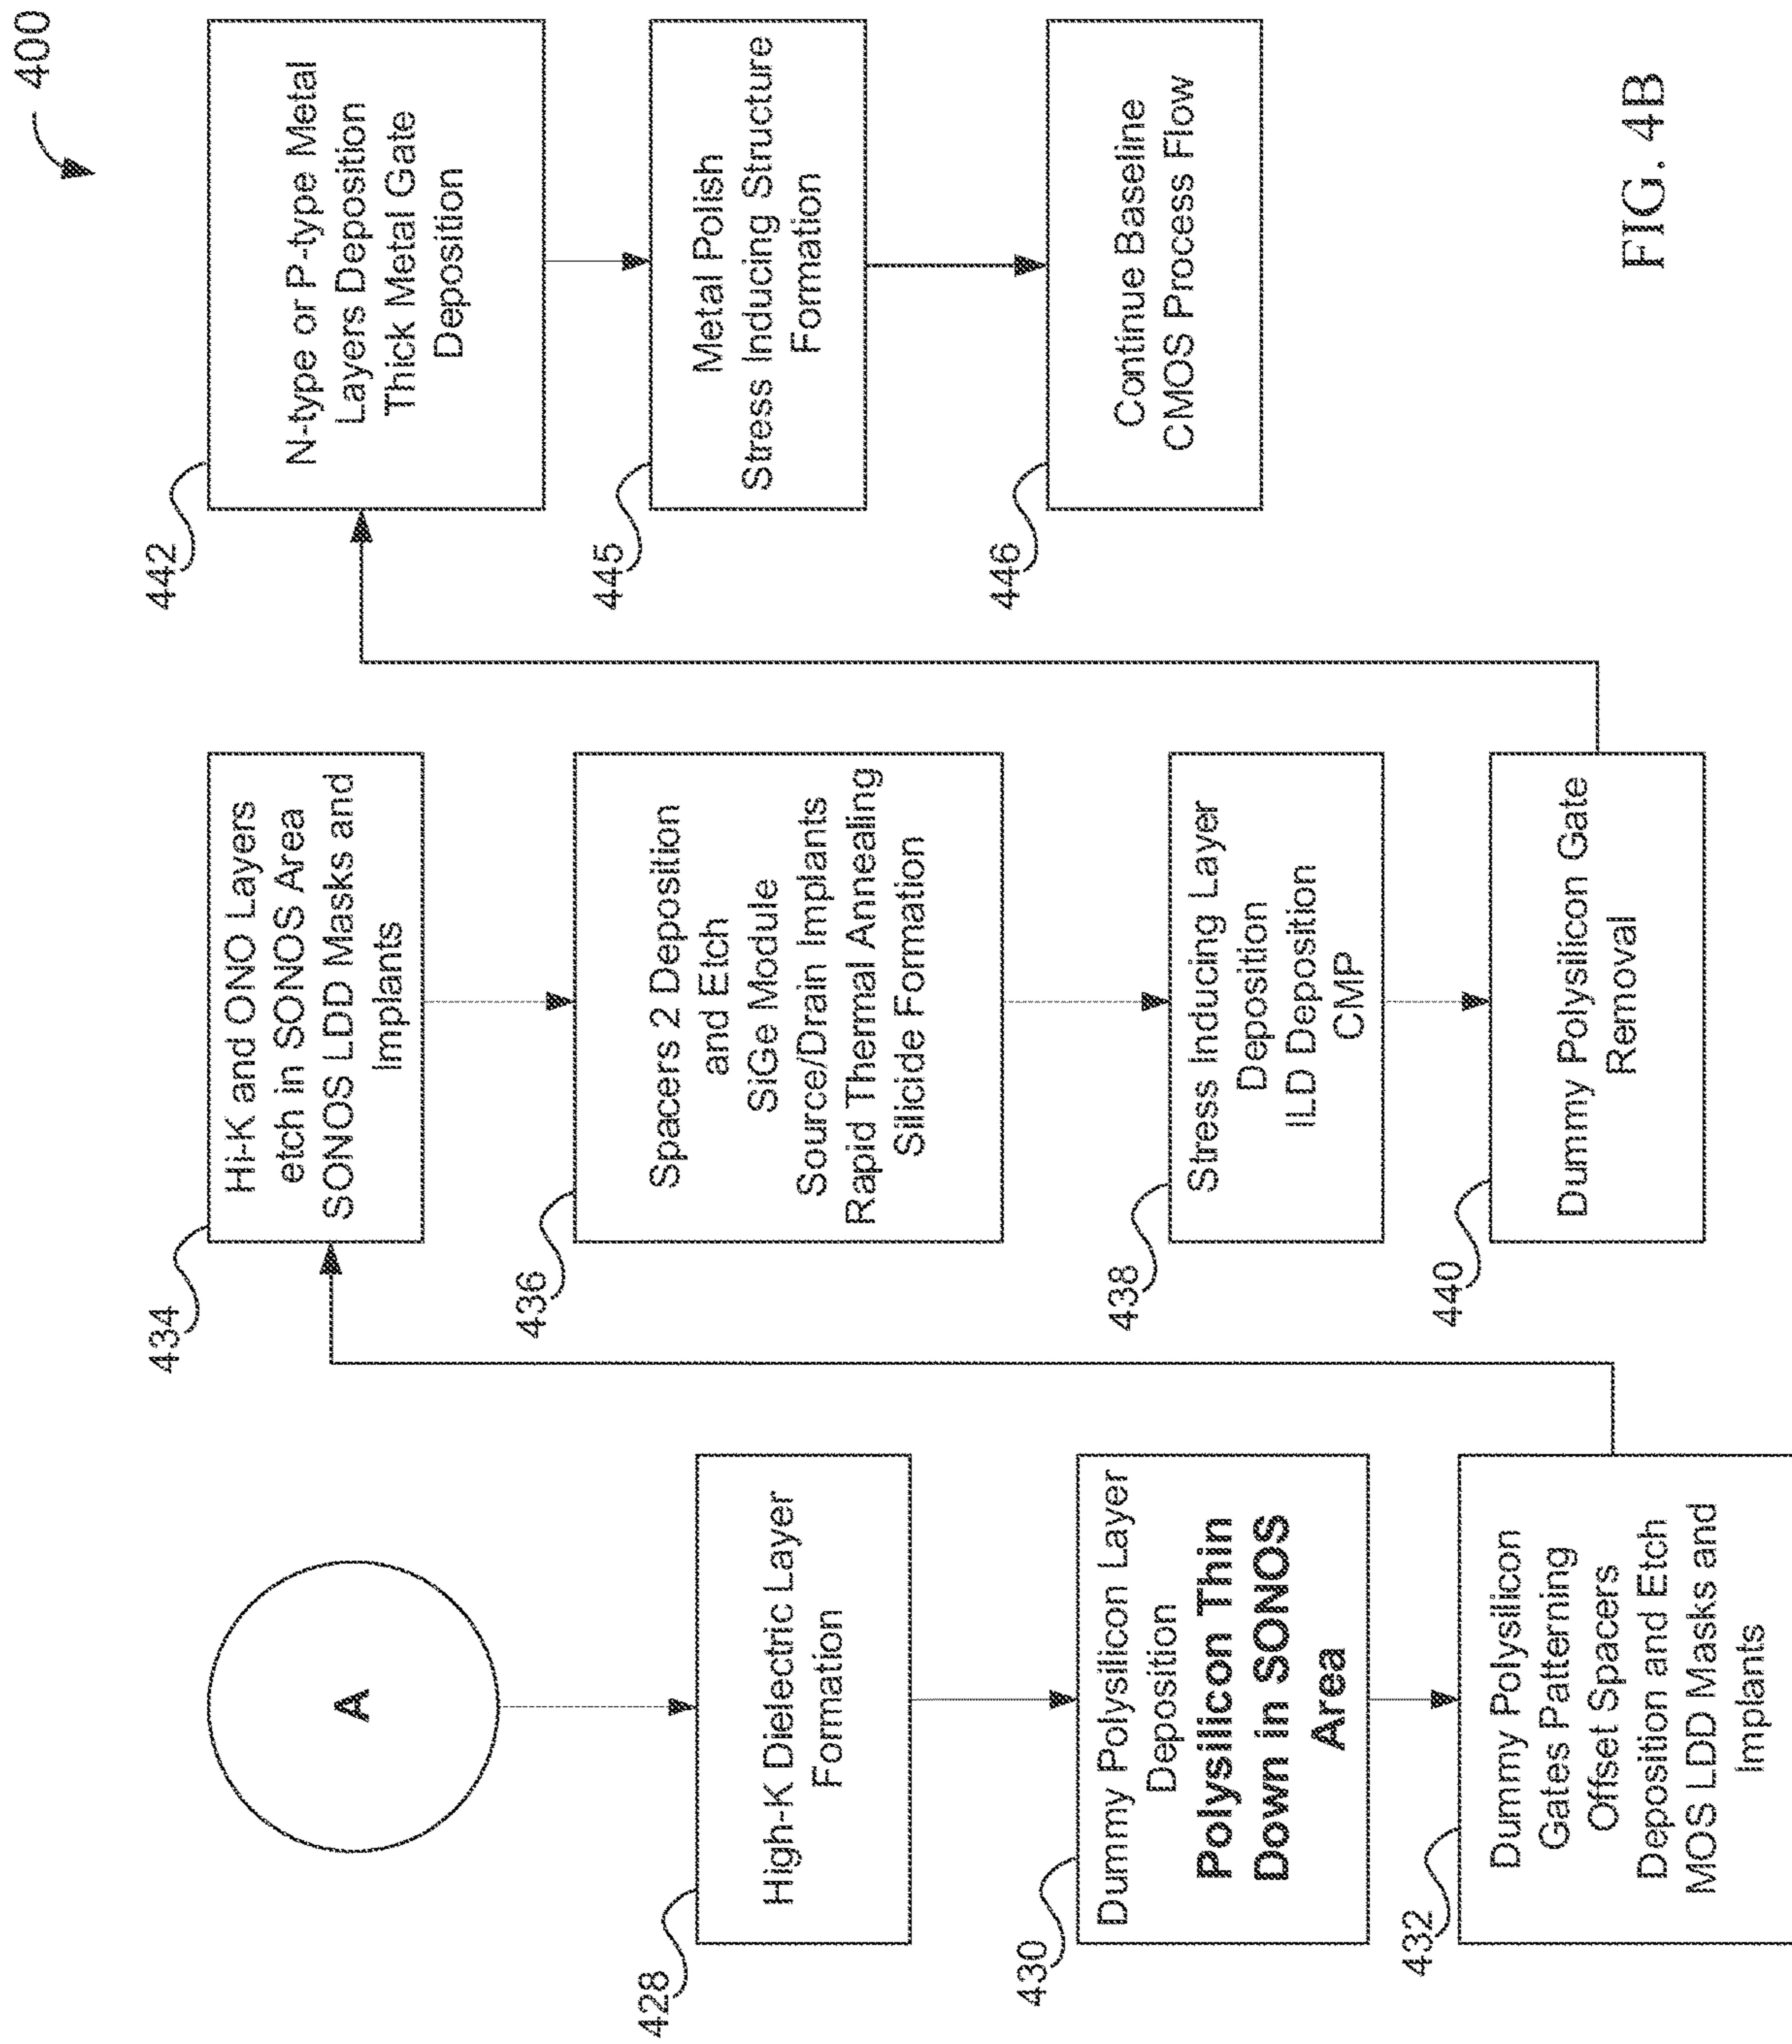 400
A
428
High-K Dielectric Layer
Formation
430
Dummy Polysilicon Layer
Deposition
Polysilicon Thin
Down in SONOS
Area
432
Dummy Polysilicon
Gates Patterning
Offset Spacers
Deposition and Etch
MOS LDD Masks and
Implants
434
Hi-K and ONO Layers
etch in SONOS Area
SONOS LDD Masks and
Implants
436
Spacers 2 Deposition
and Etch
SiGe Module
Source/Drain Implants
Rapid Thermal Annealing
Silicide Formation
438
Stress Inducing Layer
Deposition
ILD Deposition
CMP
440
Dummy Polysilicon Gate
Removal
442
N-type or P-type Metal
Layers Deposition
Thick Metal Gate
Deposition
445
Metal Polish
Stress Inducing Structure
Formation
446
Continue Baseline
CMOS Process Flow
FIG. 4B